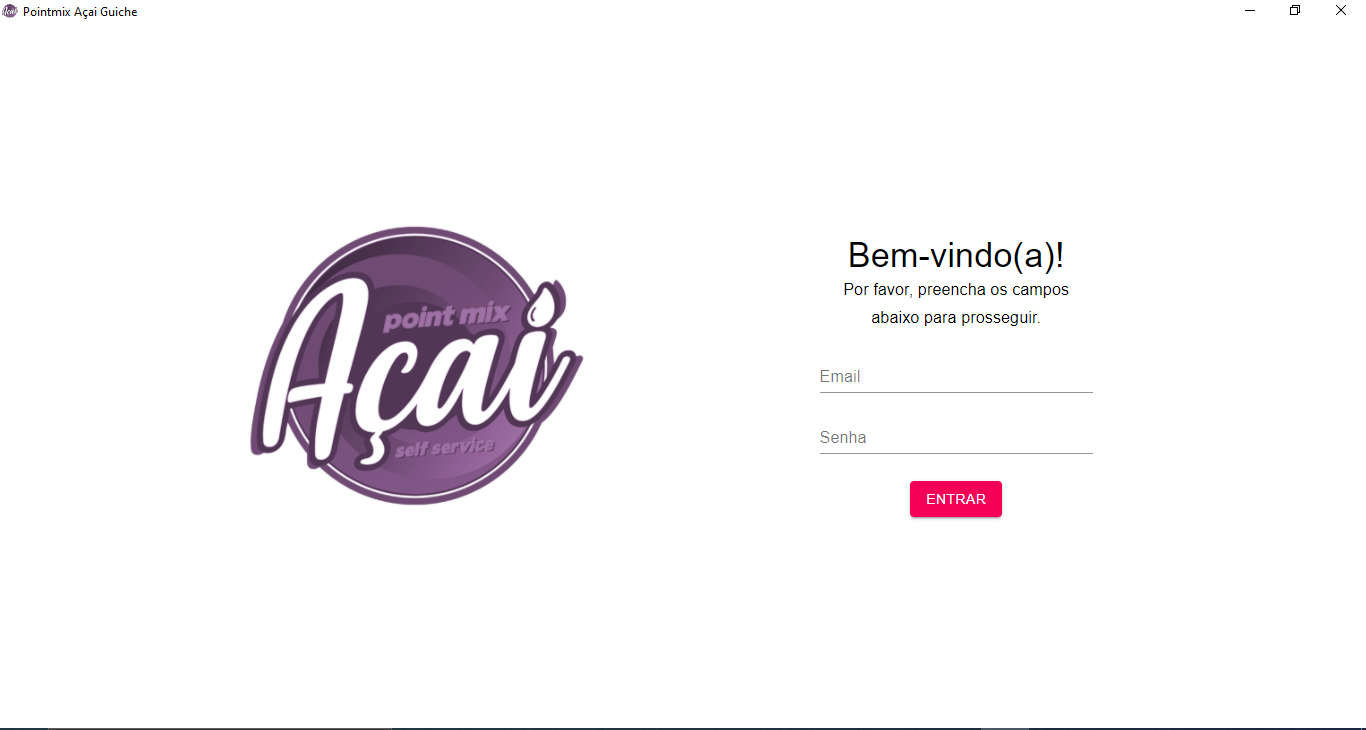 Pointmix Açai Guiche
point mix
Açai
self service
Bem-vindo(a)!
Por favor, preencha os campos
abaixo para prosseguir.
Email
Senha
ENTRAR